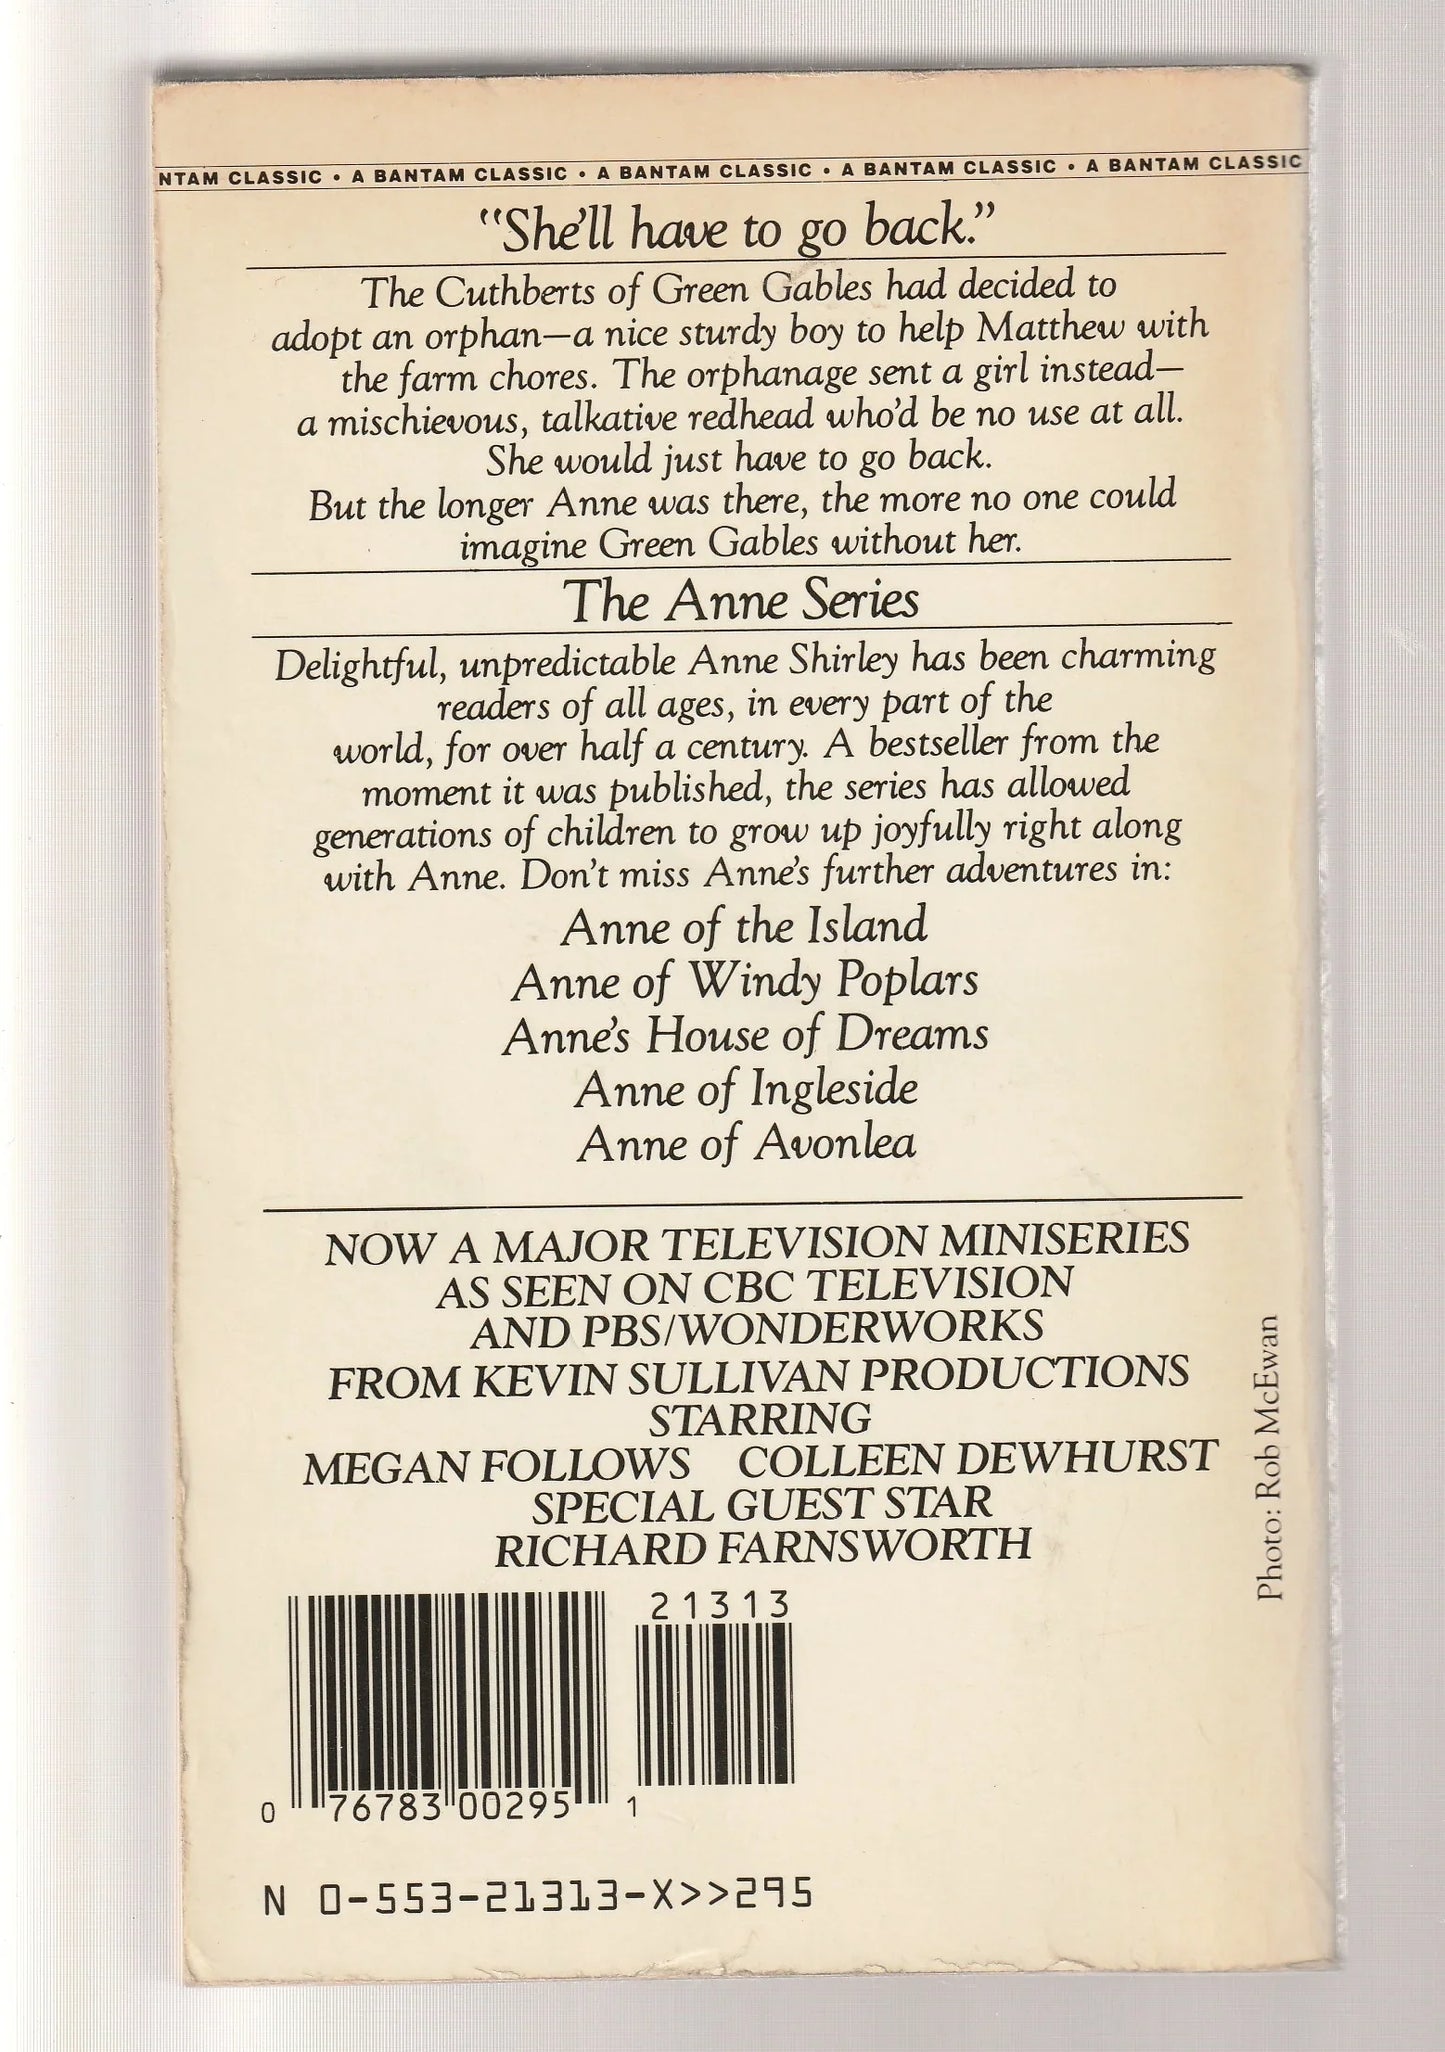 NTAM CLASSIC • A BANTAM CLASSIC • A BANTAM CLASSIC • A BANTAM CLASSIC • A BANTAM CLASSIC
“She’ll have to go back.”
The Cuthberts of Green Gables had decided to
adopt an orphan—a nice sturdy boy to help Matthew with
the farm chores. The orphanage sent a girl instead—
a mischievous, talkative redhead who’d be no use at all.
She would just have to go back.
But the longer Anne was there, the more no one could
imagine Green Gables without her.
The Anne Series
Delightful, unpredictable Anne Shirley has been charming
readers of all ages, in every part of the
world, for over half a century. A bestseller from the
moment it was published, the series has allowed
generations of children to grow up joyfully right along
with Anne. Don’t miss Anne’s further adventures in:
Anne of the Island
Anne of Windy Poplars
Anne’s House of Dreams
Anne of Ingleside
Anne of Avonlea
NOW A MAJOR TELEVISION MINISERIES
AS SEEN ON CBC TELEVISION
AND PBS/WONDERWORKS
FROM KEVIN SULLIVAN PRODUCTIONS
STARRING
MEGAN FOLLOWS COLLEEN DEWHURST
SPECIAL GUEST STAR
RICHARD FARNSWORTH
Photo: Rob McEwan
21313
0 76783 00295 1
N 0-553-21313-X>>295